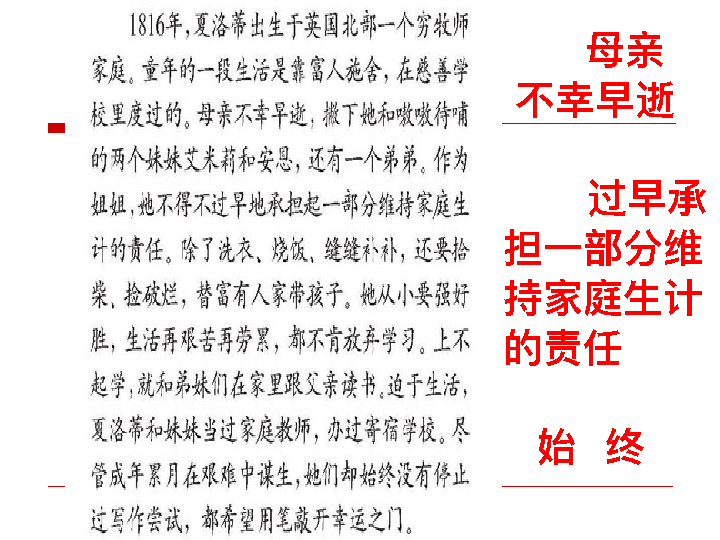 1816年,夏洛蒂出生于英国北部一个穷牧师
家庭。童年的一段生活是靠富人施舍,在慈善学
校里度过的。母亲不幸早逝,撇下她和嗷嗷待哺
的两个妹妹艾米莉和安恩,还有一个弟弟。作为
姐姐,她不得不过早地承担起一部分维持家庭生
计的责任。除了洗衣、烧饭、缝缝补补,还要拾
柴、捡破烂,替富有人家带孩子。她从小要强好
胜,生活再艰苦再劳累,都不肯放弃学习。上不
起学,就和弟妹们在家里跟父亲读书。迫于生活,
夏洛蒂和妹妹当过家庭教师,办过寄宿学校。尽
管成年累月在艰难中谋生,她们却始终没有停止
过写作尝试,都希望用笔敲开幸运之门。
母亲
不幸早逝
过早承
担一部分维
持家庭生计
的责任
始 终